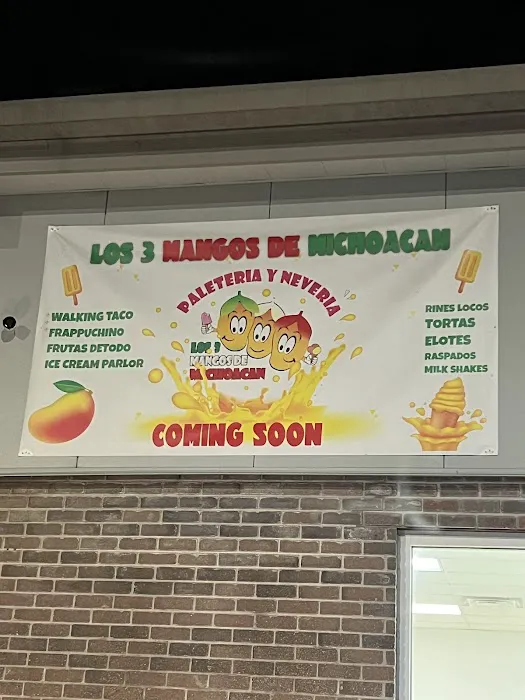 LOS 3 MANGOS DE MICHOACAN
PALETERIA Y NEVERIA
LOS 3
MANGOS DE
MICHOACAN
WALKING TACO
FRAPPUCHINO
FRUTAS DETODO
ICE CREAM PARLOR
RINES LOCOS
TORTAS
ELOTES
RASPADOS
MILK SHAKES
COMING SOON